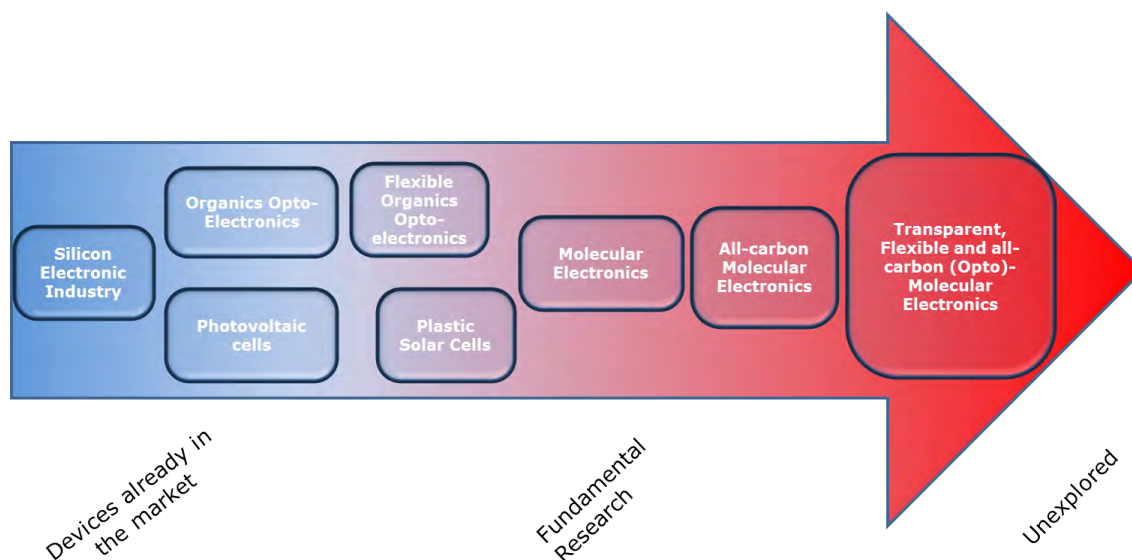 Silicon
Electronic
Industry
Organics Opto-
Electronics
Photovoltaic
cells
Flexible
Organics
Opto-
electronics
Plastic
Solar Cells
Molecular
Electronics
All-carbon
Molecular
Electronics
Transparent,
Flexible and all-
carbon (Opto)-
Molecular
Electronics
Devices already in
the market
Fundamental
Research
Unexplored